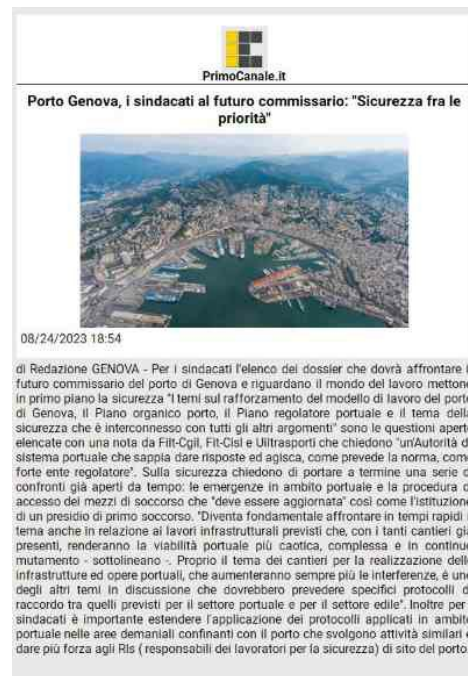 PrimoCanale.it
Porto Genova, i sindacati al futuro commissario: "Sicurezza fra le
priorità"
08/24/2023 18:54
di Redazione GENOVA - Per i sindacati l'elenco dei dossier che dovrà affrontare i
futuro commissario del porto di Genova e riguardano il mondo del lavoro mettono
in primo piano la sicurezza "I temi sul rafforzamento del modello di lavoro del porto
di Genova, il Piano organico porto, il Piano regolatore portuale e il tema della
sicurezza che è interconnesso con tutti gli altri argomenti" sono le questioni aperte
elencate con una nota da Filt-Cgil, Fit-Cisl e Uiltrasporti che chiedono "un'Autorità d
sistema portuale che sappia dare risposte ed agisca, come prevede la norma, come
forte ente regolatore". Sulla sicurezza chiedono di portare a termine una serie d
confronti già aperti da tempo: le emergenze in ambito portuale e la procedura d
accesso dei mezzi di soccorso che "deve essere aggiornata" così come l'istituzione
di un presidio di primo soccorso. "Diventa fondamentale affrontare in tempi rapidi i
tema anche in relazione ai lavori infrastrutturali previsti che, con i tanti cantieri già
presenti, renderanno la viabilità portuale più caotica, complessa e in continuo
mutamento - sottolineano -. Proprio il tema dei cantieri per la realizzazione delle
infrastrutture ed opere portuali, che aumenteranno sempre più le interferenze, è uno
degli altri temi in discussione che dovrebbero prevedere specifici protocolli d
raccordo tra quelli previsti per il settore portuale e per il settore edile". Inoltre per i
sindacati è importante estendere l'applicazione dei protocolli applicati in ambito
portuale nelle aree demaniali confinanti con il porto che svolgono attività similari e
dare più forza agli Rls ( responsabili dei lavoratori per la sicurezza) di sito del porto.